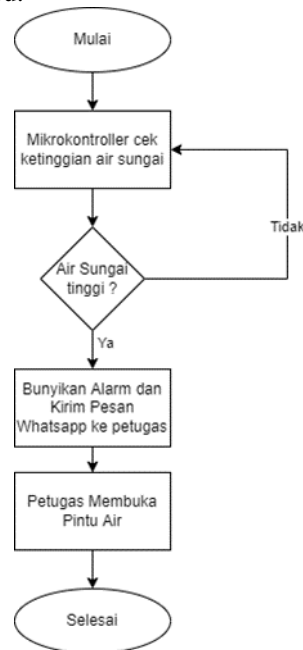 Mulai
Mikrokontroller cek
ketinggian air sungai
Tidak
Air Sungai
tinggi ?
Ya
Bunyikan Alarm dan
Kirim Pesan
Whatsapp ke petugas
Petugas Membuka
Pintu Air
Selesai